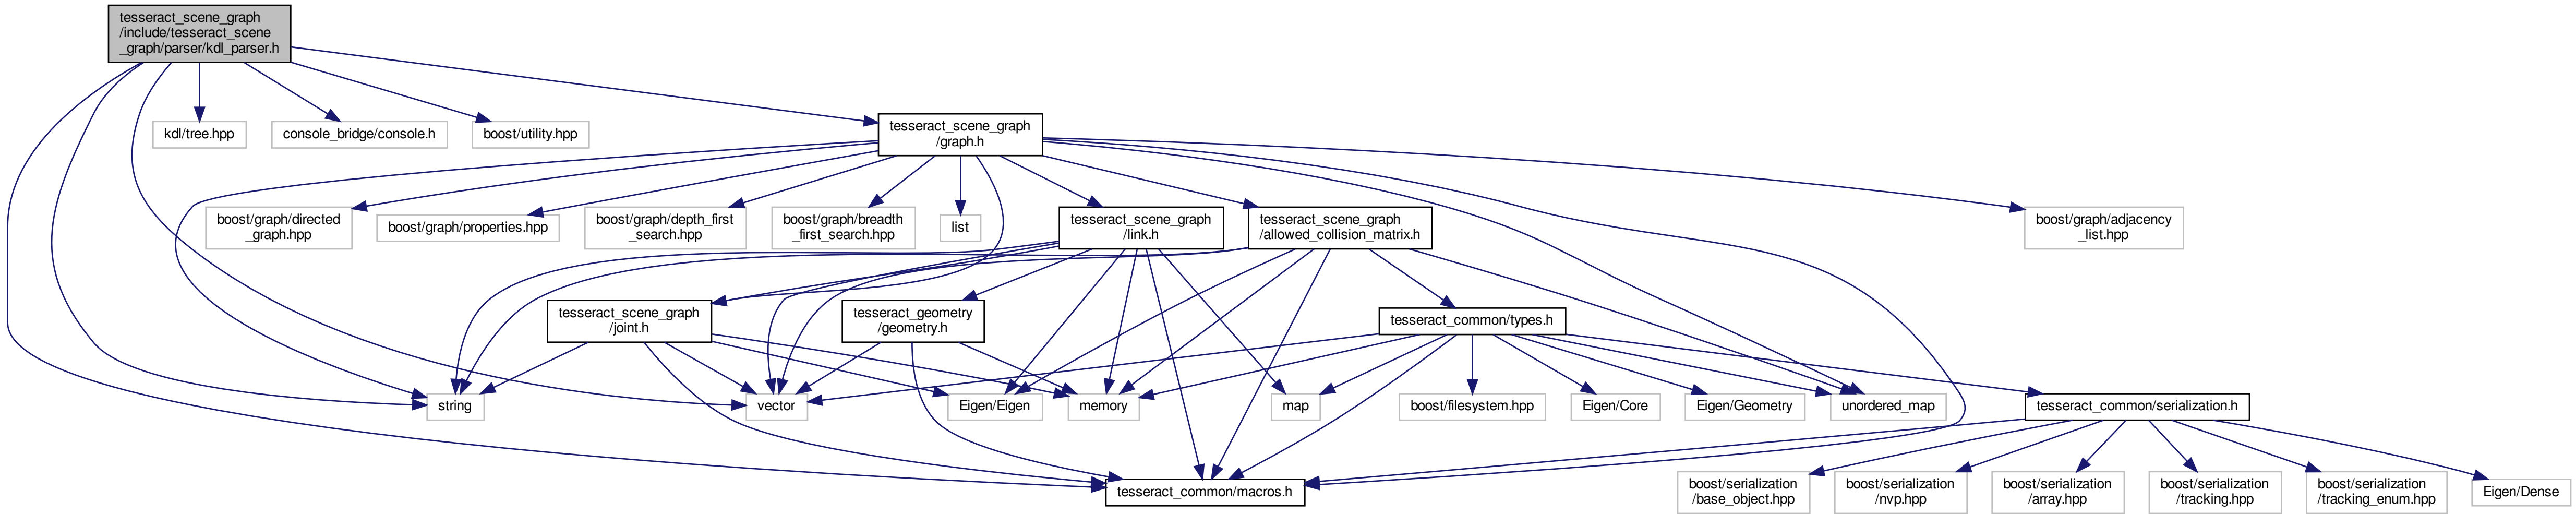 tesseract_scene_graph
/include/tesseract_scene
_graph/parser/kdl_parser.h
kdl/tree.hpp
console_bridge/console.h
boost/utility.hpp
tesseract_scene_graph
/graph.h
boost/graph/directed
_graph.hpp
boost/graph/properties.hpp
boost/graph/depth_first
_search.hpp
boost/graph/breadth
_first_search.hpp
list
tesseract_scene_graph
/link.h
tesseract_scene_graph
/allowed_collision_matrix.h
boost/graph/adjacency
_list.hpp
tesseract_scene_graph
/joint.h
tesseract_geometry
/geometry.h
tesseract_common/types.h
string
vector
Eigen/Eigen
memory
map
boost/filesystem.hpp
Eigen/Core
Eigen/Geometry
unordered_map
tesseract_common/serialization.h
tesseract_common/macros.h
boost/serialization
/base_object.hpp
boost/serialization
/nvp.hpp
boost/serialization
/array.hpp
boost/serialization
/tracking.hpp
boost/serialization
/tracking_enum.hpp
Eigen/Dense